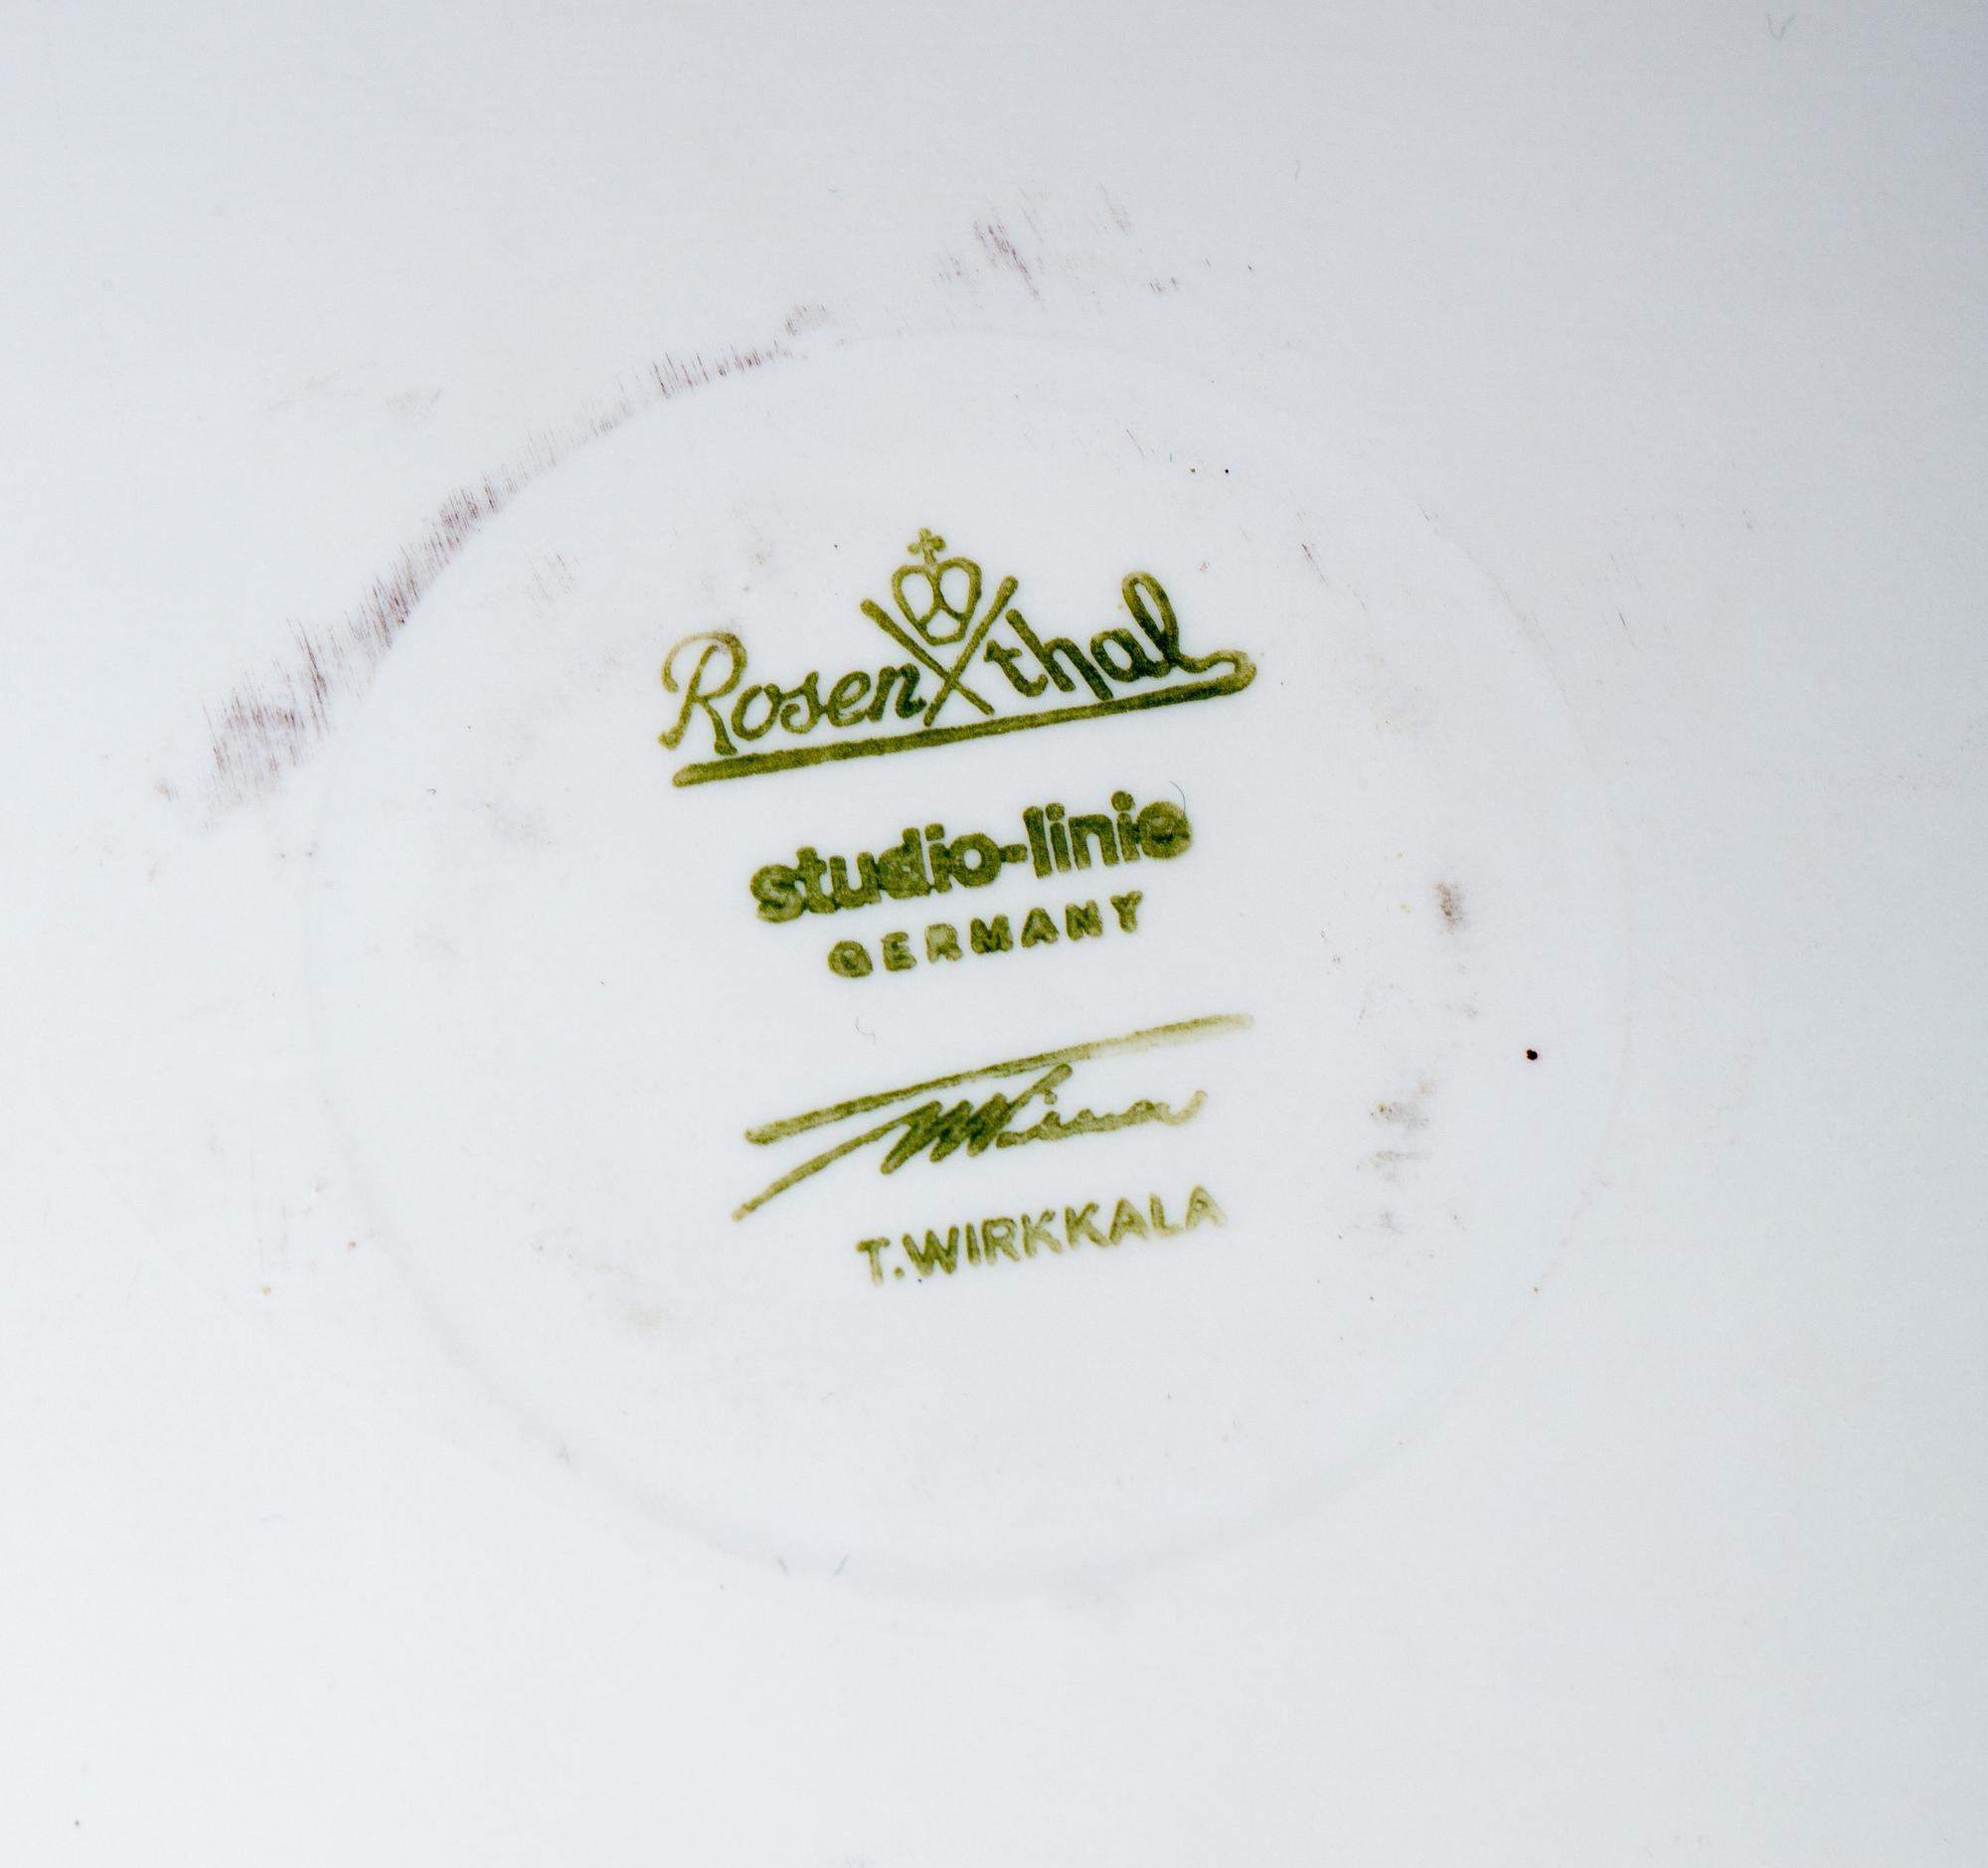 Rosenthal
studio-linie
GERMANY
T.WIRKKALA